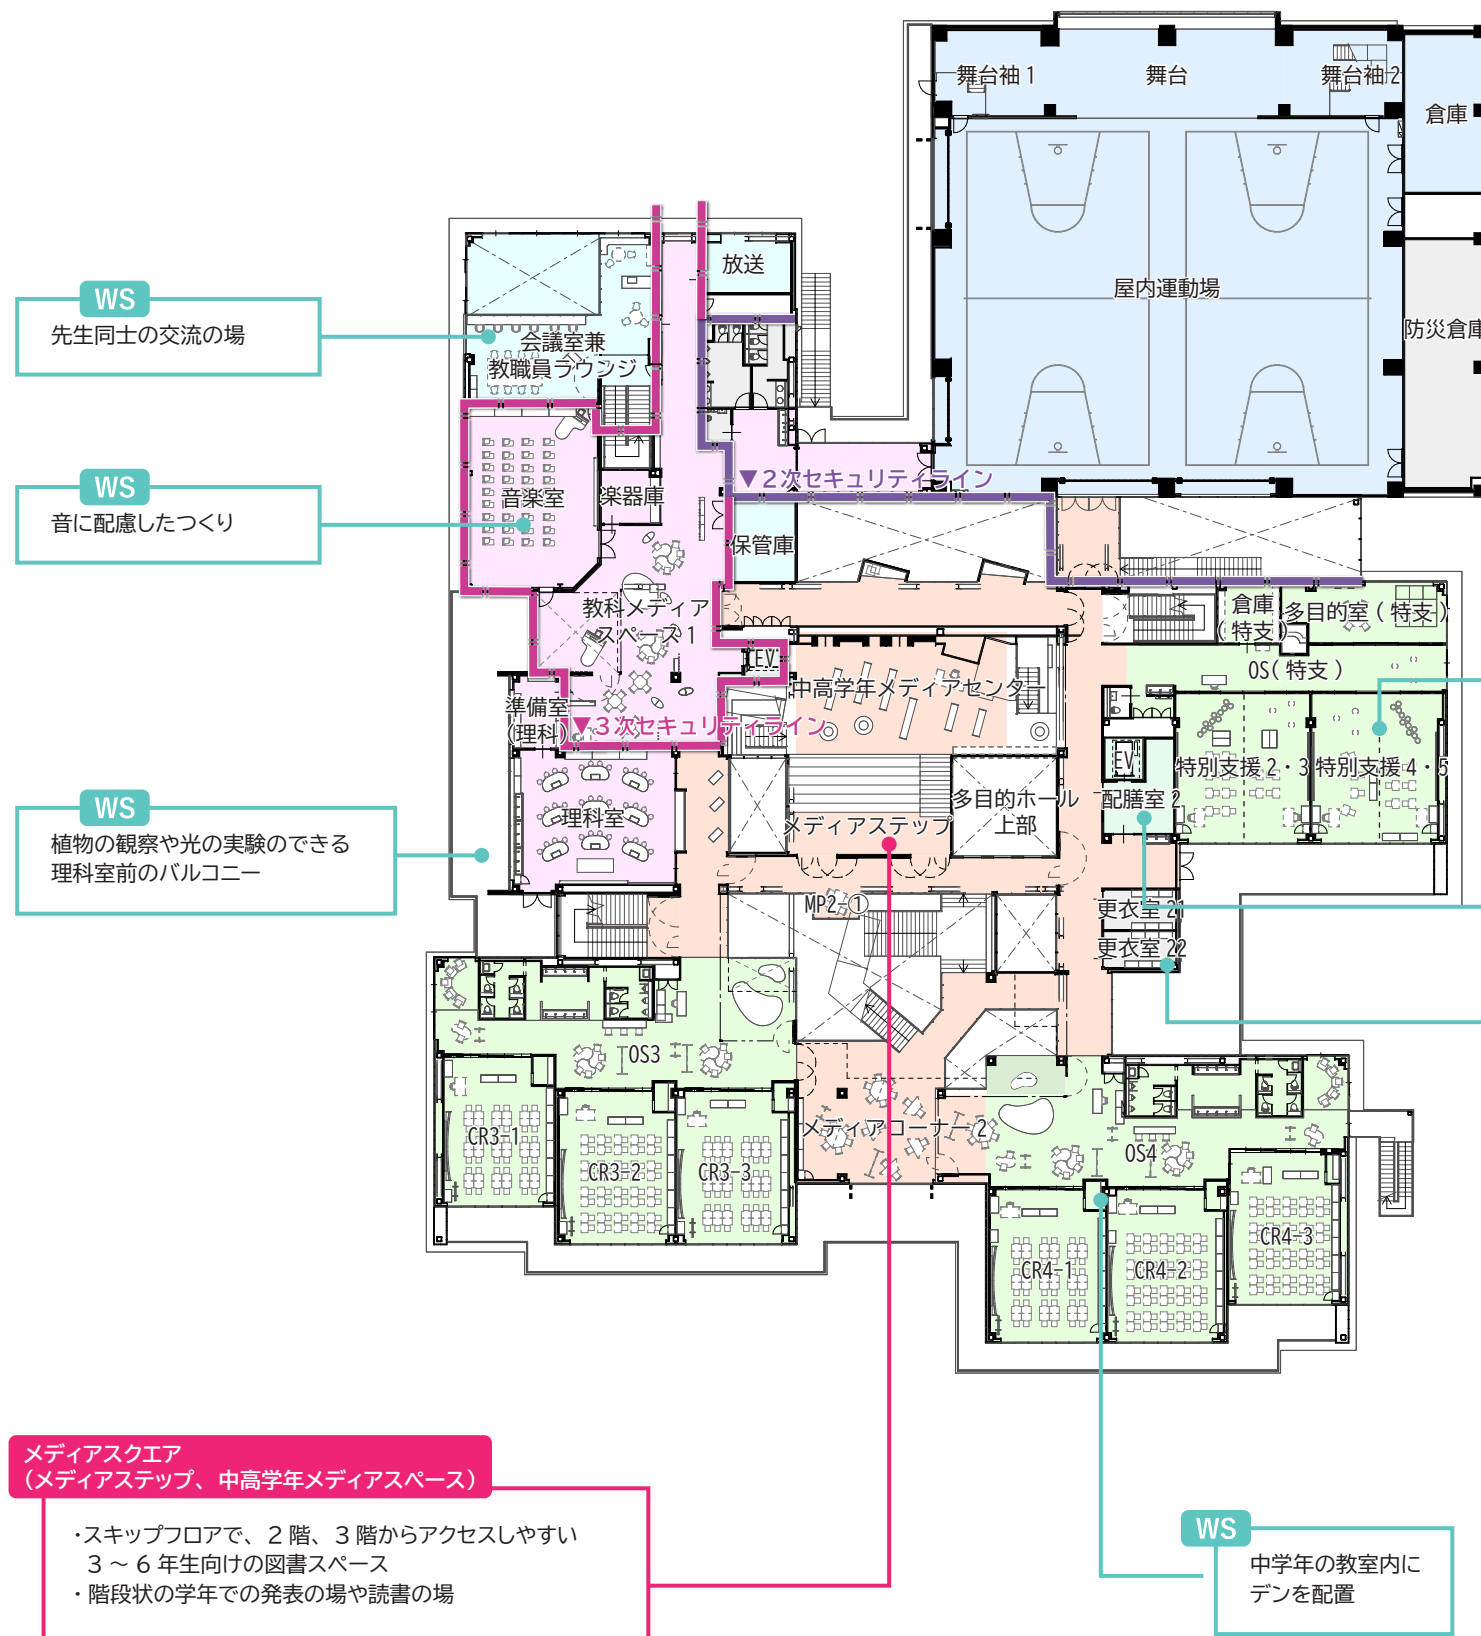 舞台袖 1
舞台
舞台袖 2
倉庫
屋内運動場
防災倉庫
放送
WS
先生同士の交流の場
会議室兼
教職員ラウンジ
WS
音に配慮したつくり
音楽室
楽器庫
▼2次セキュリティライン
保管庫
教科メディア
スペース 1
EV
倉庫
(特支)
多目的室(特支)
OS(特支)
中高学年メディアセンター
準備室
(理科)
▼3次セキュリティライン
EV
特別支援 2・3
特別支援 4・5
配膳室 2
多目的ホール
上部
メディアステップ
理科室
WS
植物の観察や光の実験のできる
理科室前のバルコニー
MP2-①
更衣室 21
更衣室 22
OS3
CR3-1
CR3-2
CR3-3
メディアコーナー 2
OS4
CR4-1
CR4-2
CR4-3
メディアスクエア
(メディアステップ、中高学年メディアスペース)
・スキップフロアで、2 階、3 階からアクセスしやすい
3 ～ 6 年生向けの図書スペース
・階段状の学年での発表の場や読書の場
WS
中学年の教室内に
デンを配置